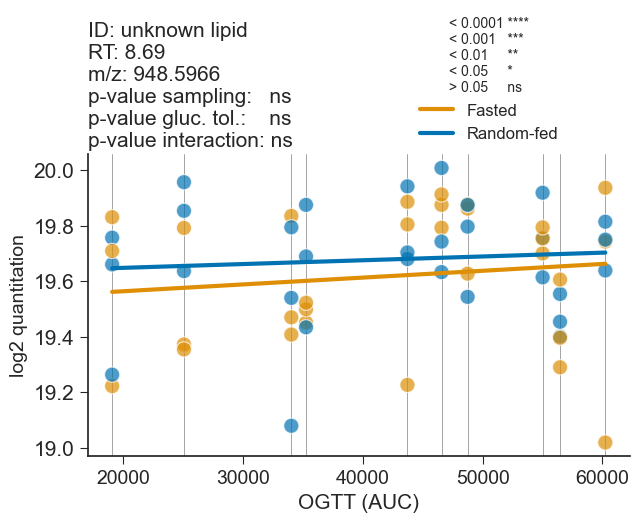 ID: unknown lipid
RT: 8.69
m/z: 948.5966
p-value sampling: ns
p-value gluc. tol.: ns
p-value interaction: ns
< 0.0001 ****
< 0.001 ***
< 0.01 **
< 0.05 *
> 0.05 ns
Fasted
Random-fed
log2 quantitation
20.0
19.8
19.6
19.4
19.2
19.0
20000 30000 40000 50000 60000
OGTT (AUC)